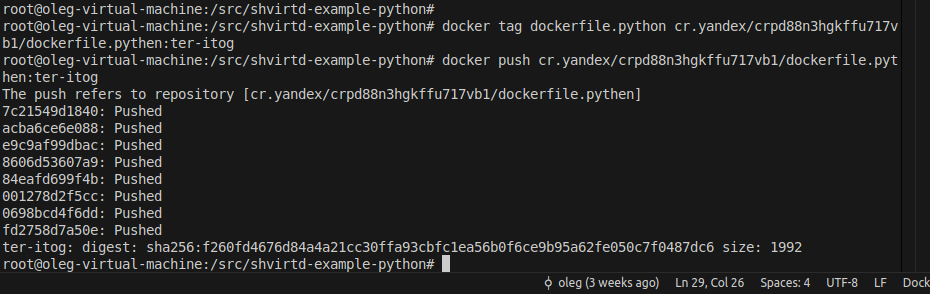 root@oleg-virtual-machine:/src/shvirtd-example-python#
root@oleg-virtual-machine:/src/shvirtd-example-python# docker tag dockerfile.python cr.yandex/crpd88n3hgkffu717v
b1/dockerfile.pythen:ter-itog
root@oleg-virtual-machine:/src/shvirtd-example-python# docker push cr.yandex/crpd88n3hgkffu717vb1/dockerfile.pyt
hen:ter-itog
The push refers to repository [cr.yandex/crpd88n3hgkffu717vb1/dockerfile.pythen]
7c21549d1840: Pushed
acba6ce6e088: Pushed
e9c9af99dbac: Pushed
8606d53607a9: Pushed
84eafd699f4b: Pushed
001278d2f5cc: Pushed
0698bcd4f6dd: Pushed
fd2758d7a50e: Pushed
ter-itog: digest: sha256:f260fd4676d84a4a21cc30ffa93cbfc1ea56b0f6ce9b95a62fe050c7f0487dc6 size: 1992
root@oleg-virtual-machine:/src/shvirtd-example-python#
oleg (3 weeks ago) Ln 29, Col 26 Spaces: 4 UTF-8 LF Dock